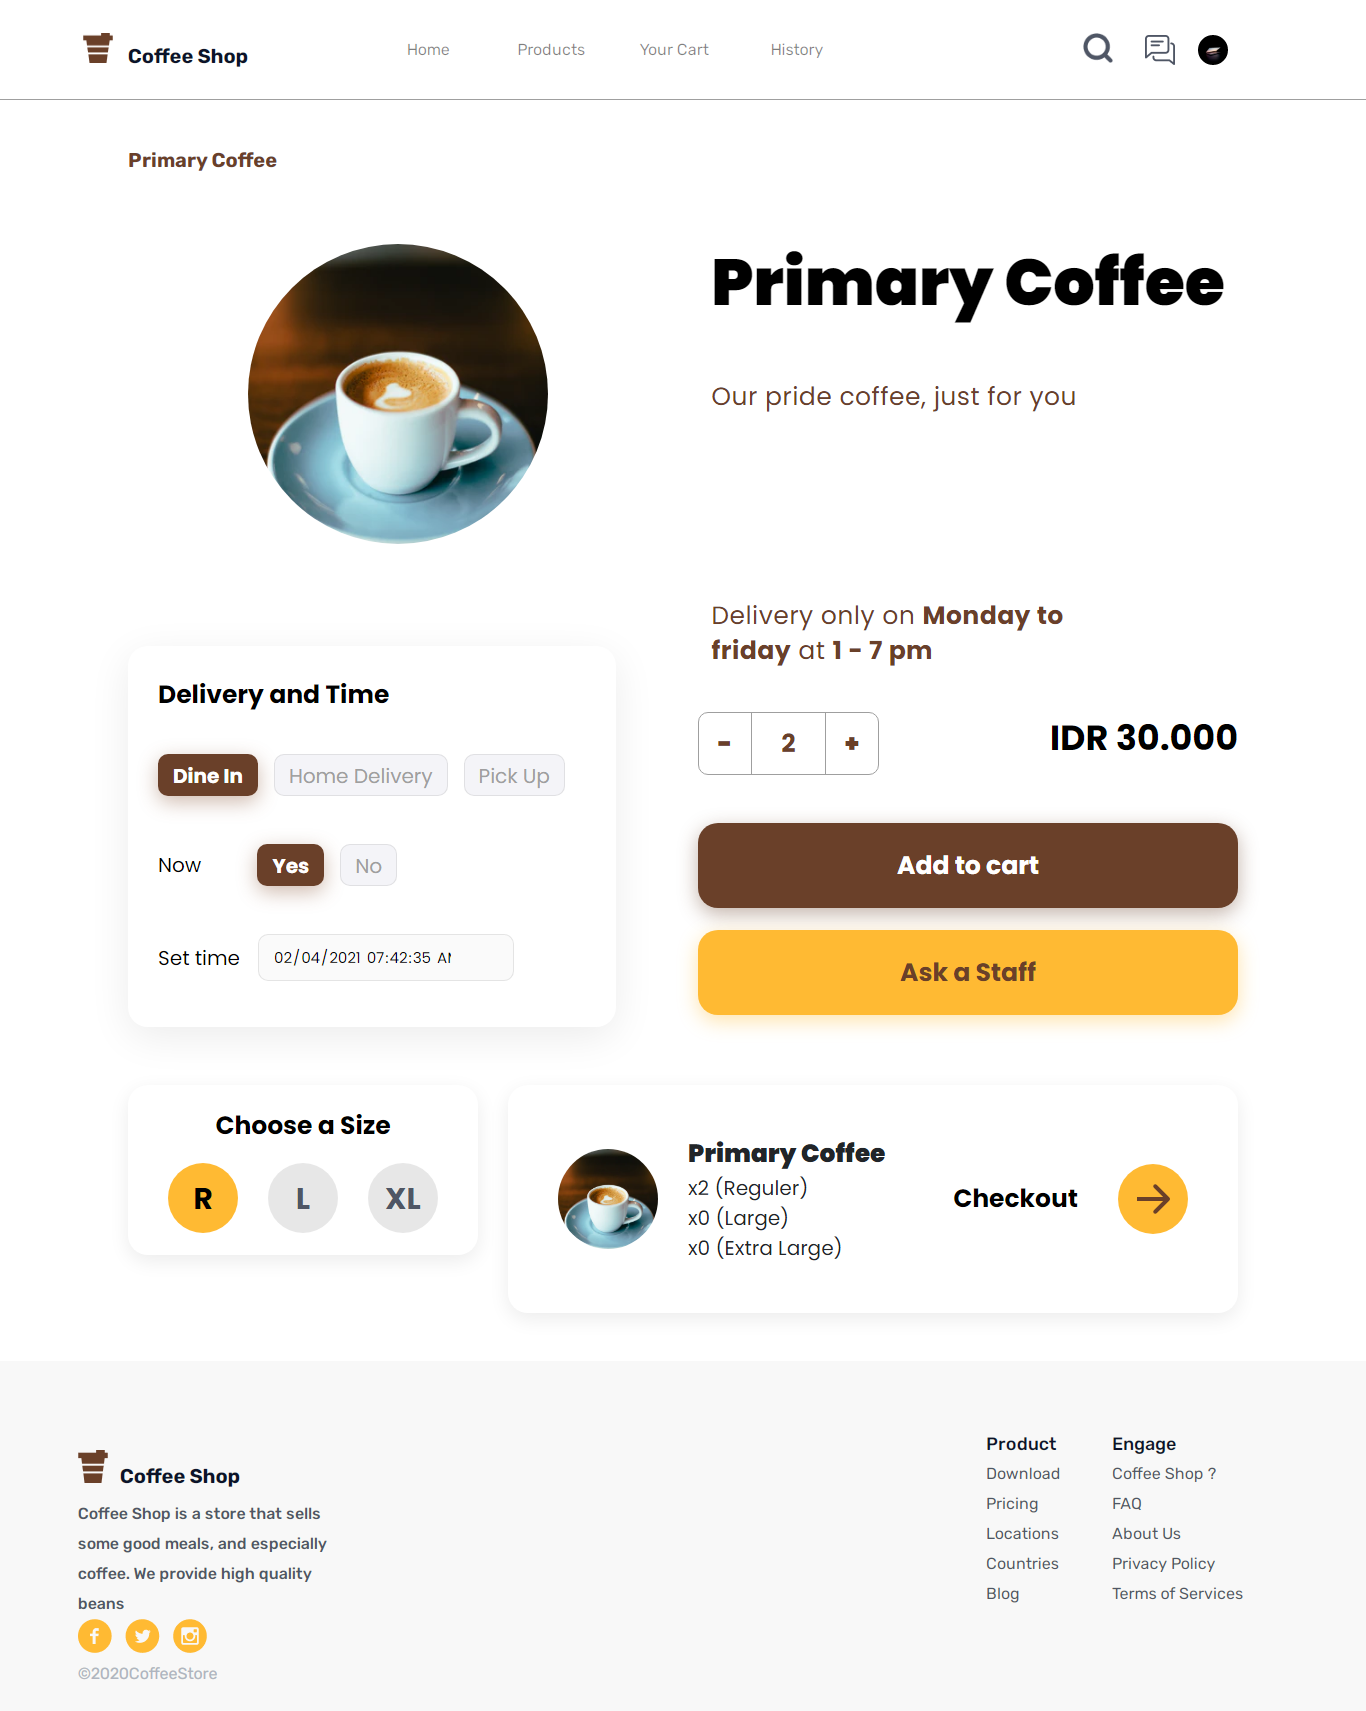 Coffee Shop
Home
Products
Your Cart
History
Primary Coffee
Primary Coffee
Our pride coffee, just for you
Delivery only on Monday to
friday at 1 - 7 pm
Delivery and Time
Dine In
Home Delivery
Pick Up
Now
Yes
No
Set time
02/04/2021 07:42:35
- 2 +
IDR 30.000
Add to cart
Ask a Staff
Choose a Size
R
L
XL
Primary Coffee
x2 (Reguler)
x0 (Large)
x0 (Extra Large)
Checkout
Coffee Shop
Coffee Shop is a store that sells
some good meals, and especially
coffee. We provide high quality
beans
©2020CoffeeStore
Product
Download
Pricing
Locations
Countries
Blog
Engage
Coffee Shop ?
FAQ
About Us
Privacy Policy
Terms of Services